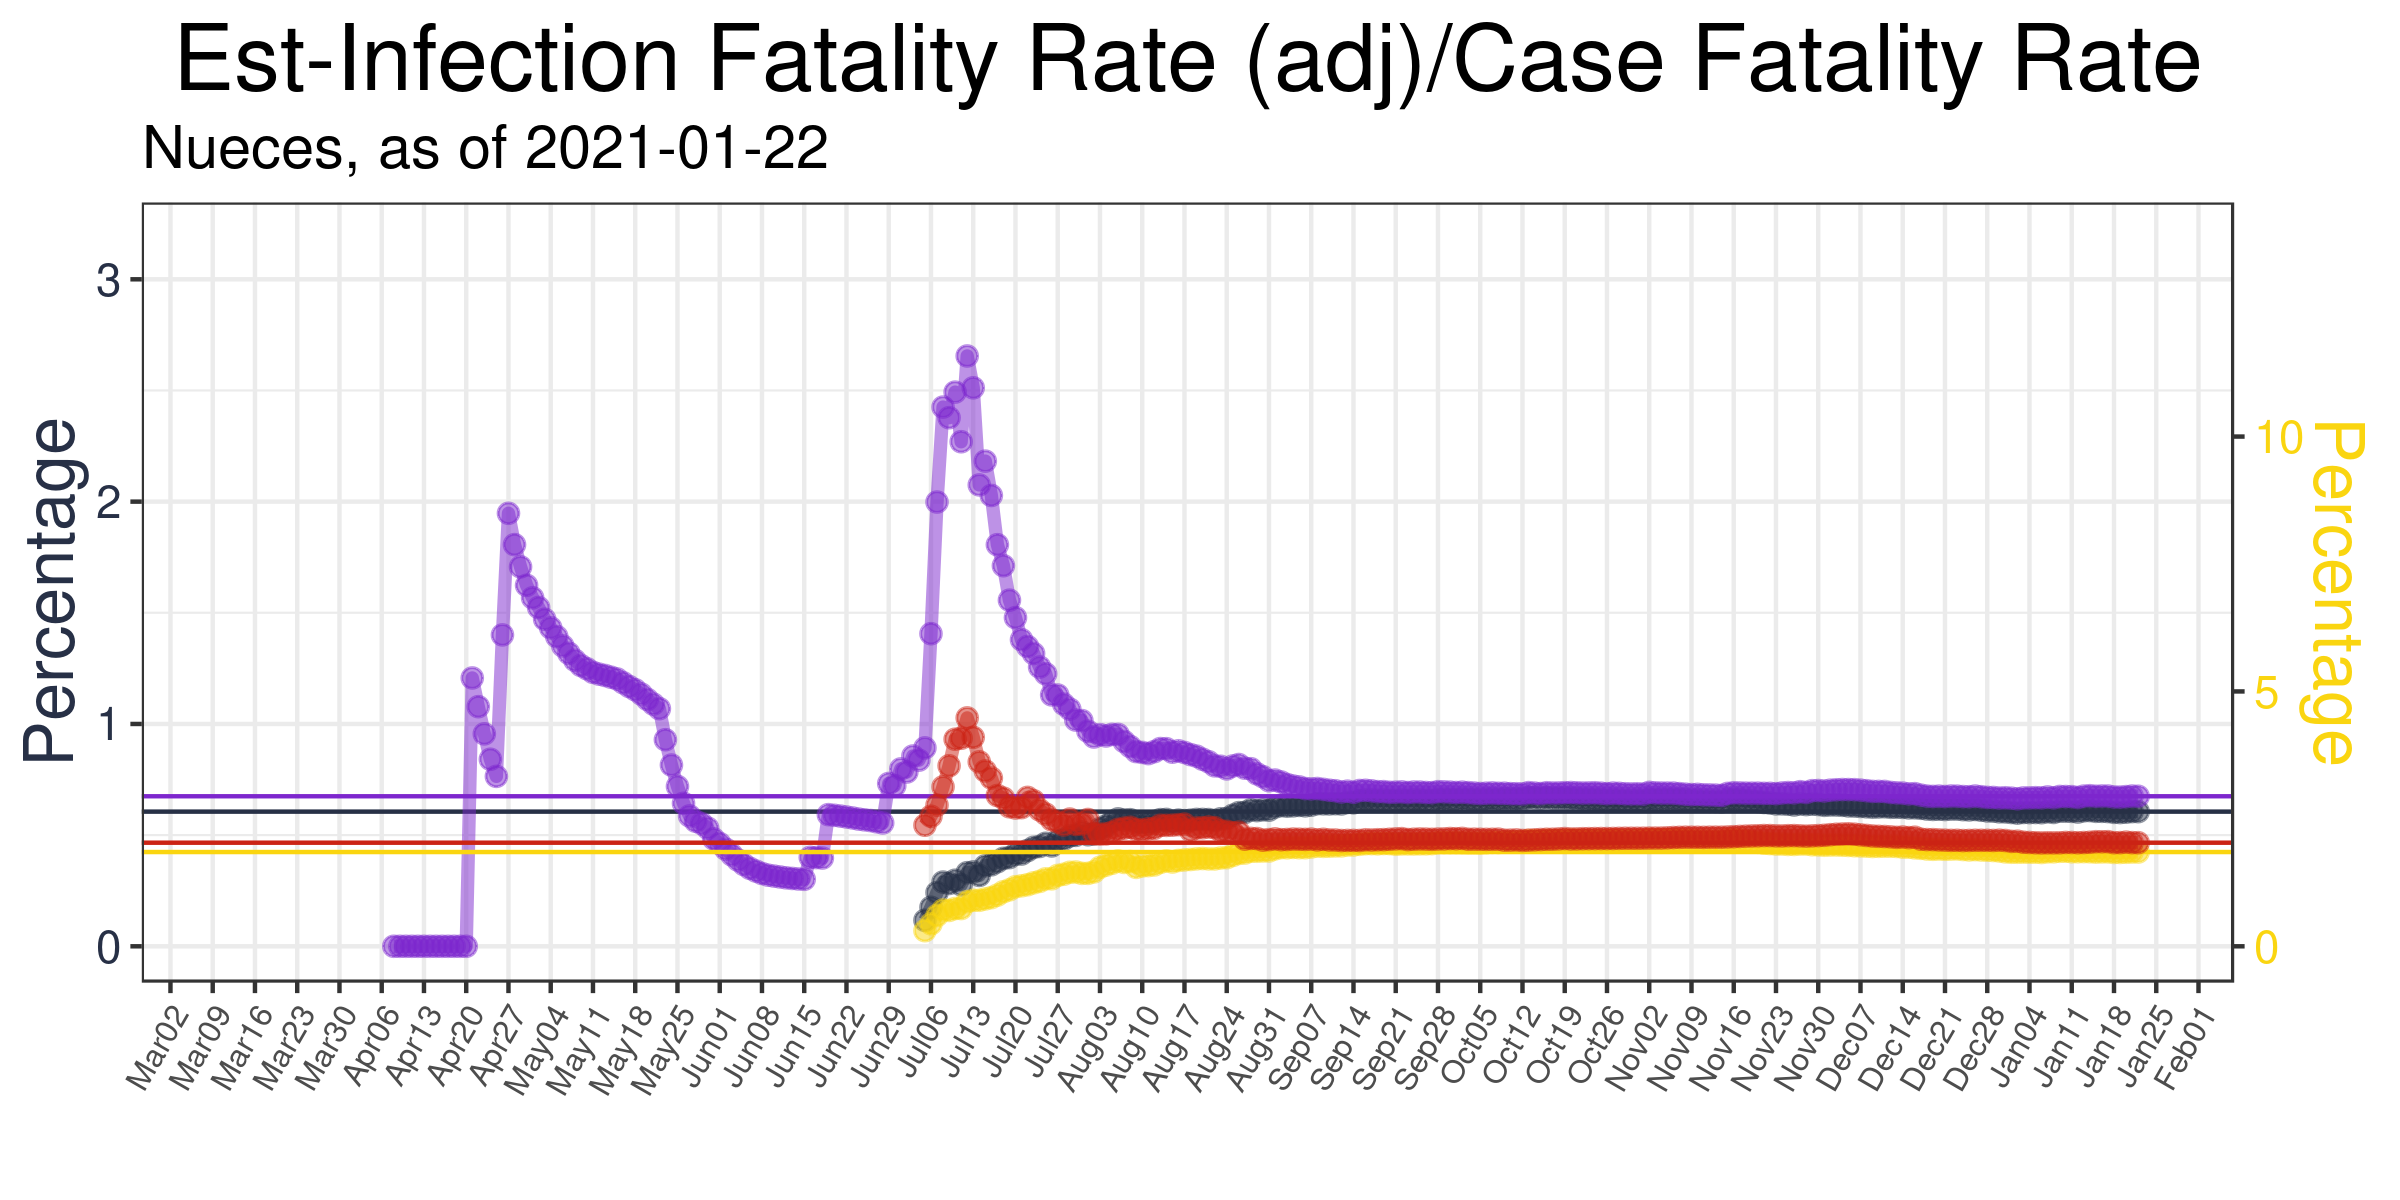 Est-Infection Fatality Rate (adj)/Case Fatality Rate
Nueces, as of 2021-01-22
Percentage
3
2
1
0
10
5
0
Percentage
Mar02
Mar09
Mar16
Mar23
Mar30
Apr06
Apr13
Apr20
Apr27
May04
May11
May18
May25
Jun01
Jun08
Jun15
Jun22
Jun29
Jul06
Jul13
Jul20
Jul27
Aug03
Aug10
Aug17
Aug24
Aug31
Sep07
Sep14
Sep21
Sep28
Oct05
Oct12
Oct19
Oct26
Nov02
Nov09
Nov16
Nov23
Nov30
Dec07
Dec14
Dec21
Dec28
Jan04
Jan11
Jan18
Jan25
Feb01